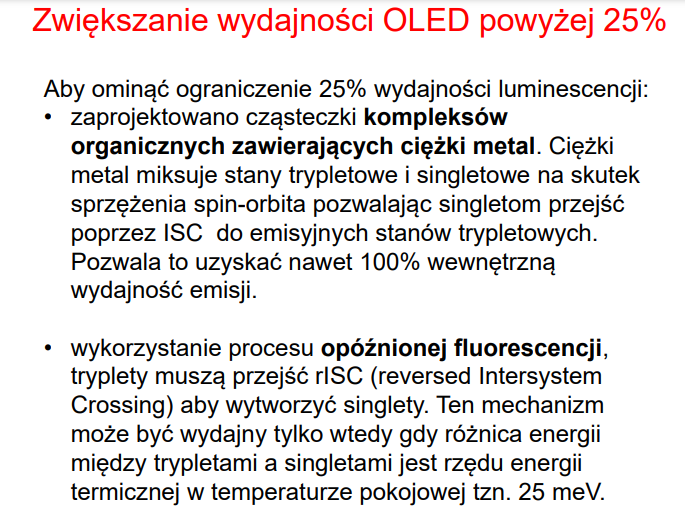 Zwiększanie wydajności OLED powyżej 25%
Aby ominąć ograniczenie 25% wydajności luminescencji:
• zaprojektowano cząsteczki kompleksów
organicznych zawierających ciężki metal. Ciężki
metal miksuje stany trypletowe i singletowe na skutek
sprzężenia spin-orbita pozwalając singletom przejść
poprzez ISC do emisyjnych stanów trypletowych.
Pozwala to uzyskać nawet 100% wewnętrzną
wydajność emisji.
• wykorzystanie procesu opóźnionej fluorescencji,
tryplety muszą przejść rISC (reversed Intersystem
Crossing) aby wytworzyć singlety. Ten mechanizm
może być wydajny tylko wtedy gdy różnica energii
między trypletami a singletami jest rzędu energii
termicznej w temperaturze pokojowej tzn. 25 meV.